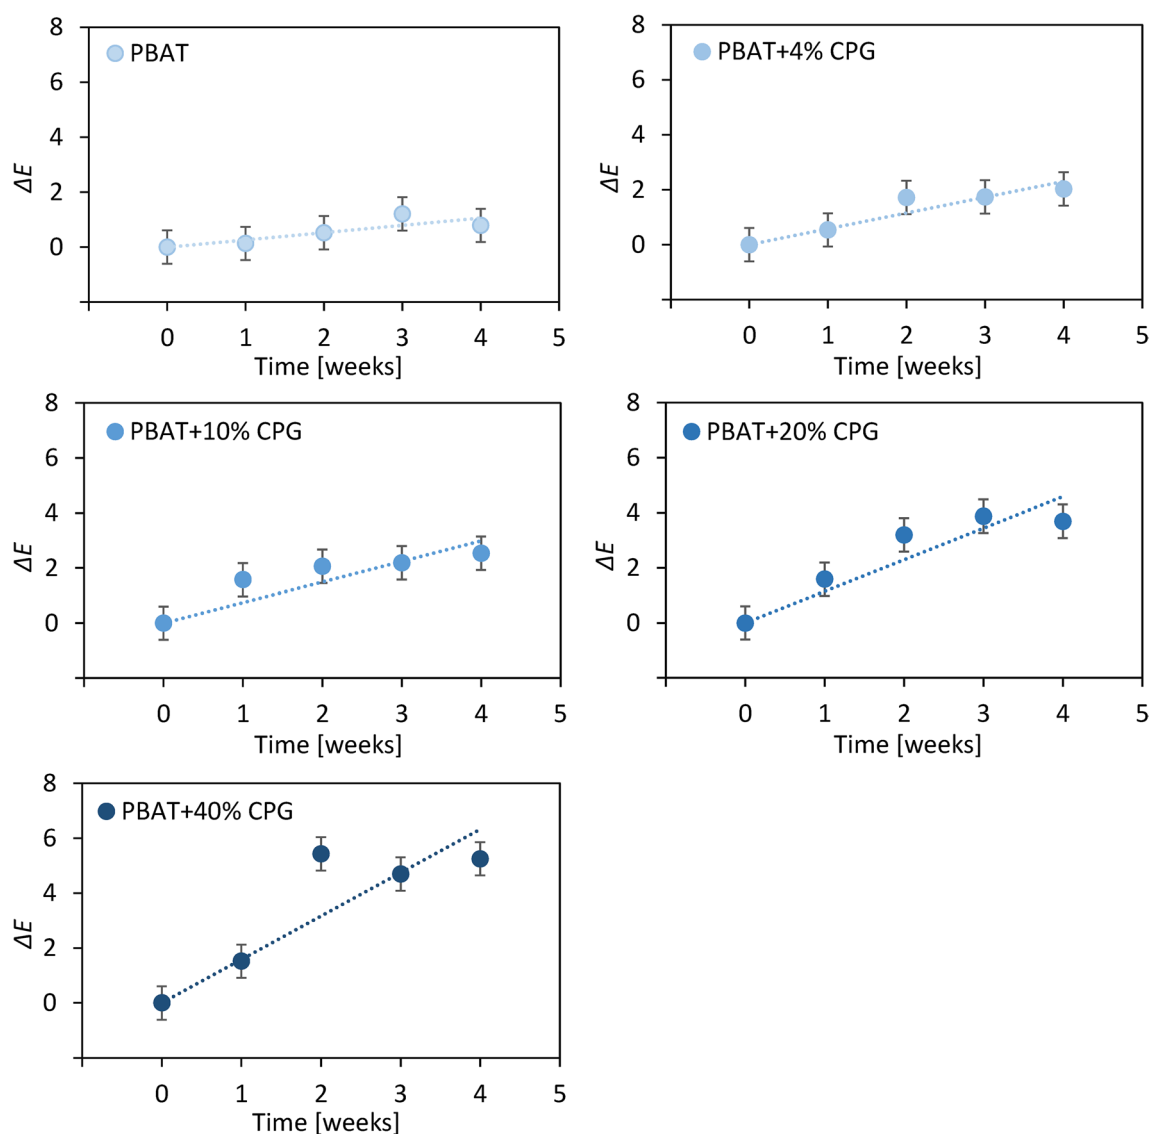 8
PBAT
6
4
2
0
ΔE
0 1 2 3 4 5
Time [weeks]
8
PBAT+4% CPG
6
4
2
0
ΔE
0 1 2 3 4 5
Time [weeks]
8
PBAT+10% CPG
6
4
2
0
ΔE
0 1 2 3 4 5
Time [weeks]
8
PBAT+20% CPG
6
4
2
0
ΔE
0 1 2 3 4 5
Time [weeks]
8
PBAT+40% CPG
6
4
2
0
ΔE
0 1 2 3 4 5
Time [weeks]